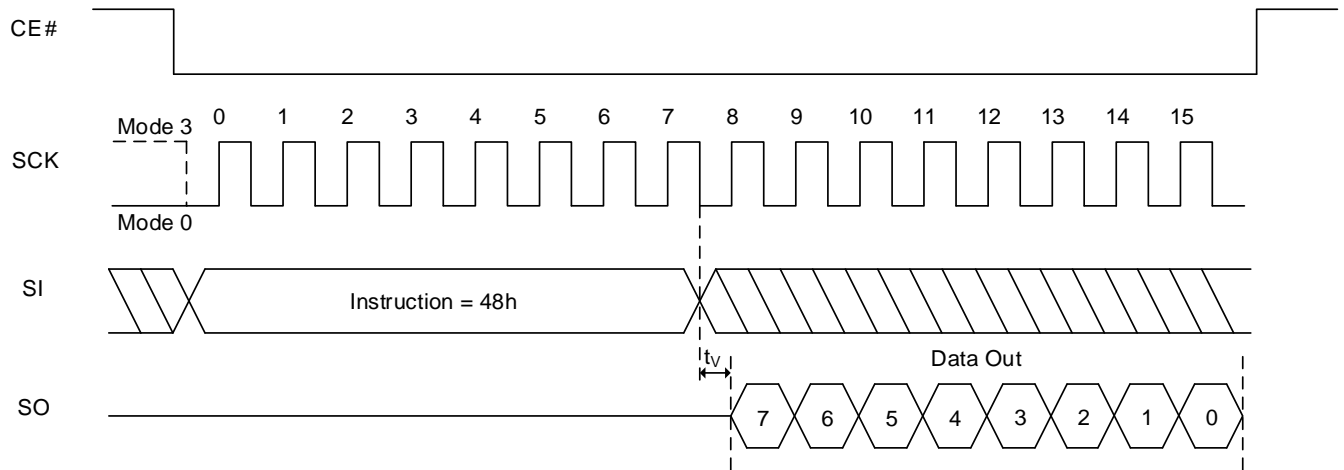 CE#
0 1 2 3 4 5 6 7 8 9 10 11 12 13 14 15
Mode 3
SCK
Mode 0
SI
Instruction = 48h
tV
Data Out
SO
7 6 5 4 3 2 1 0